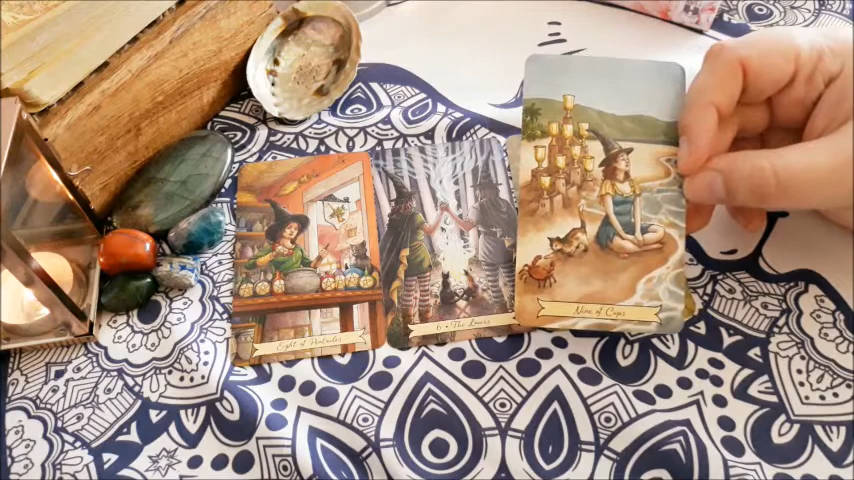 Eight of Pentacles
6 • The Lovers
Nine of Cups